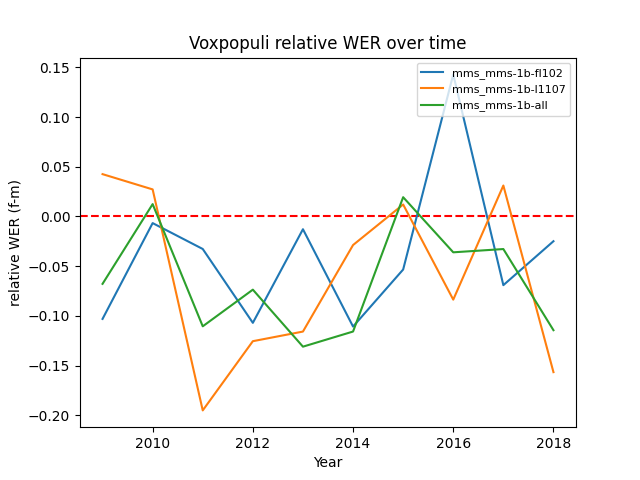 Voxpopuli relative WER over time
mms_mms-1b-fl102
mms_mms-1b-l1107
mms_mms-1b-all
0.15
0.10
0.05
0.00
−0.05
−0.10
−0.15
−0.20
relative WER (f-m)
2010 2012 2014 2016 2018
Year